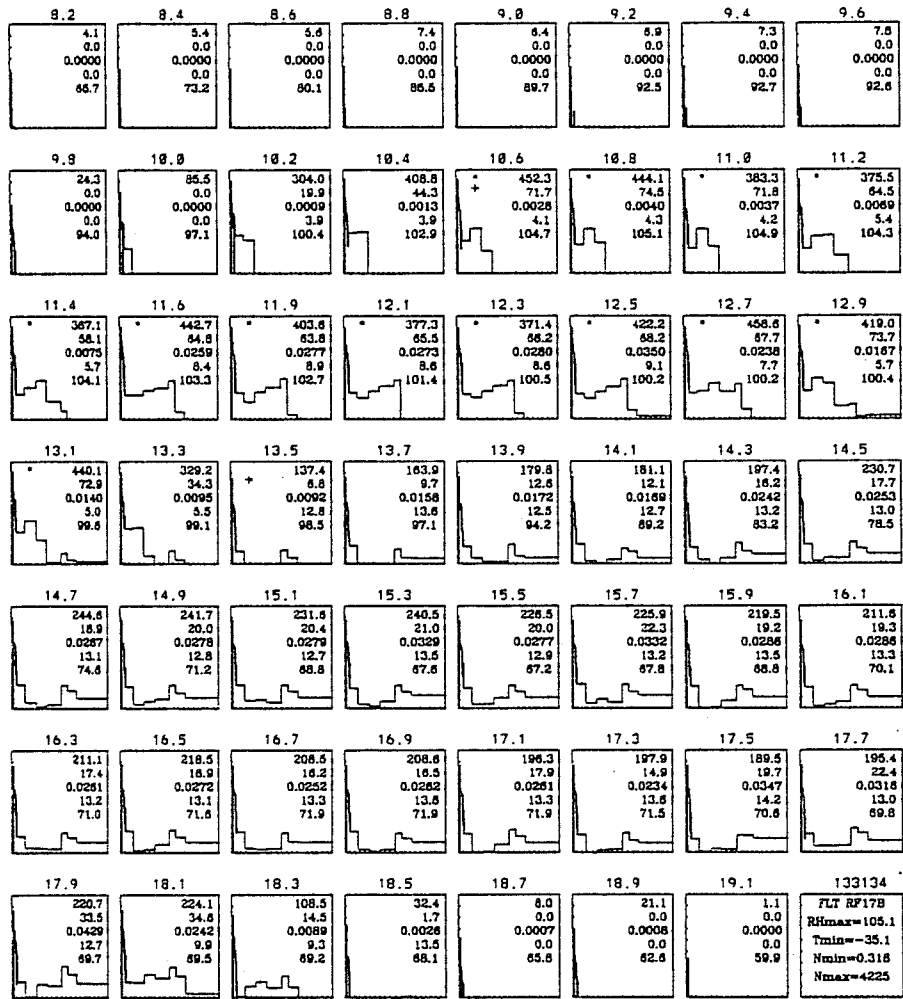 8.2 8.4 8.6 8.8 9.0 9.2 9.4 9.6
4.1 5.4 5.6 7.4 6.4 6.9 7.3 7.6
0.0 0.0 0.0 0.0 0.0 0.0 0.0 0.0
0.0000 0.0000 0.0000 0.0000 0.0000 0.0000 0.0000 0.0000
0.0 0.0 0.0 0.0 0.0 0.0 0.0 0.0
66.7 73.2 80.1 86.5 89.7 92.5 92.7 92.6
9.8 10.0 10.2 10.4 10.6 10.8 11.0 11.2
24.3 85.5 304.0 408.8 452.3 444.1 383.3 375.5
0.0 0.0 19.9 44.3 + 71.7 74.6 71.8 64.5
0.0000 0.0000 0.0009 0.0013 0.0026 0.0040 0.0037 0.0069
0.0 0.0 3.9 3.9 4.1 4.3 4.2 5.4
94.0 97.1 100.4 102.9 104.7 105.1 104.9 104.3
11.4 11.6 11.9 12.1 12.3 12.5 12.7 12.9
367.1 442.7 403.6 377.3 371.4 422.2 458.6 419.0
58.1 64.8 63.8 65.5 66.2 68.2 67.7 73.7
0.0075 0.0259 0.0277 0.0273 0.0280 0.0350 0.0238 0.0167
5.7 8.4 8.9 8.6 8.6 9.1 7.7 5.7
104.1 103.3 102.7 101.4 100.5 100.2 100.2 100.4
13.1 13.3 13.5 13.7 13.9 14.1 14.3 14.5
440.1 329.2 137.4 163.9 179.8 181.1 197.4 230.7
72.9 34.3 + 6.8 9.7 12.6 12.1 16.2 17.7
0.0140 0.0095 0.0092 0.0158 0.0172 0.0169 0.0242 0.0253
5.0 5.5 12.8 13.6 12.5 12.7 13.2 13.0
99.6 99.1 98.5 97.1 94.2 89.2 83.2 78.5
14.7 14.9 15.1 15.3 15.5 15.7 15.9 16.1
244.6 241.7 231.6 240.5 226.5 225.9 219.5 211.6
18.9 20.0 20.4 21.0 20.0 22.3 19.2 19.3
0.0267 0.0278 0.0279 0.0329 0.0277 0.0332 0.0286 0.0286
13.1 12.8 12.7 13.5 12.9 13.2 13.5 13.3
74.6 71.2 68.8 67.6 67.2 67.8 68.8 70.1
16.3 16.5 16.7 16.9 17.1 17.3 17.5 17.7
211.1 218.5 208.5 208.6 196.3 197.9 189.5 195.4
17.4 18.9 16.2 16.5 17.9 14.9 19.7 22.4
0.0261 0.0272 0.0252 0.0262 0.0261 0.0234 0.0347 0.0318
13.2 13.1 13.3 13.6 13.3 13.6 14.2 13.0
71.0 71.6 71.9 71.9 71.9 71.5 70.6 69.8
17.9 18.1 18.3 18.5 18.7 18.9 19.1 133134
220.7 224.1 108.5 32.4 6.0 21.1 1.1 FLT RF17B
33.5 34.6 14.5 1.7 0.0 0.0 0.0 RHmax=105.1
0.0429 0.0242 0.0089 0.0026 0.0007 0.0006 0.0000 Tmin=-35.1
12.7 9.9 9.3 13.5 0.0 0.0 0.0 Nmin=0.316
69.7 69.5 69.2 68.1 65.6 62.6 59.9 Nmax=4225